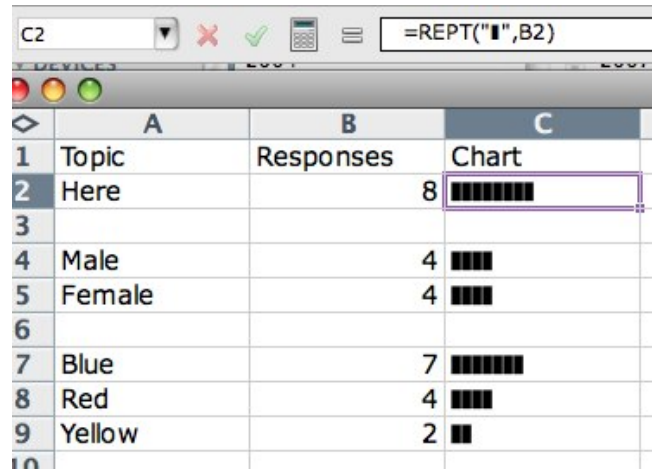 C2 =REPT("▮",B2)
A B C
1 Topic Responses Chart
2 Here 8 ▮▮▮▮▮▮▮▮
3
4 Male 4 ▮▮▮▮
5 Female 4 ▮▮▮▮
6
7 Blue 7 ▮▮▮▮▮▮▮
8 Red 4 ▮▮▮▮
9 Yellow 2 ▮▮
10